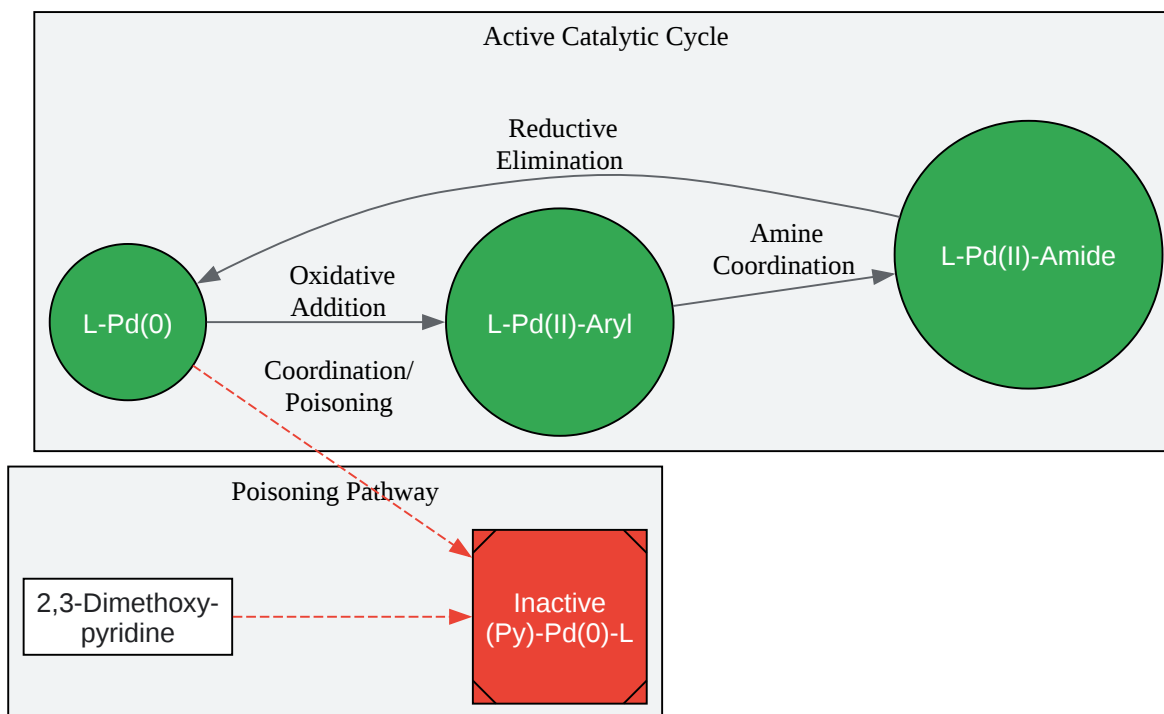 Active Catalytic Cycle
Reductive
Elimination
Amine
Coordination
L-Pd(II)-Amide
Oxidative
Addition
L-Pd(0)
L-Pd(II)-Aryl
Coordination/
Poisoning
Poisoning Pathway
2,3-Dimethoxy-
pyridine
Inactive
(Py)-Pd(0)-L